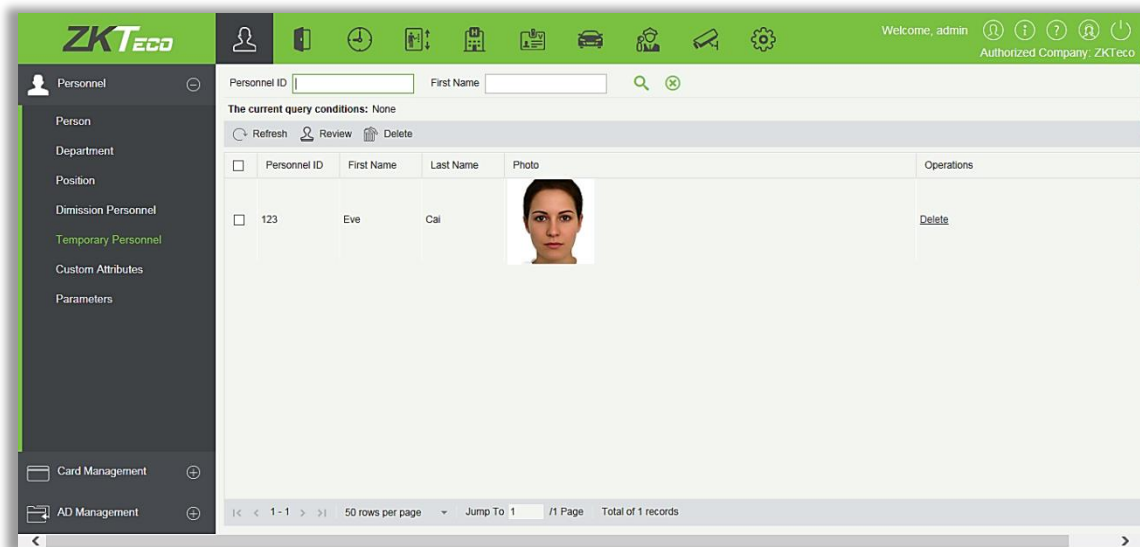 ZKTECO
Welcome, admin
Authorized Company: ZKTeco
Personnel
Person
Department
Position
Dimission Personnel
Temporary Personnel
Custom Attributes
Parameters
Card Management
AD Management
Personnel ID First Name
The current query conditions: None
Refresh Review Delete
Personnel ID First Name Last Name Photo Operations
123 Eve Cai Delete
1-1 50 rows per page Jump To 1 /1 Page Total of 1 records